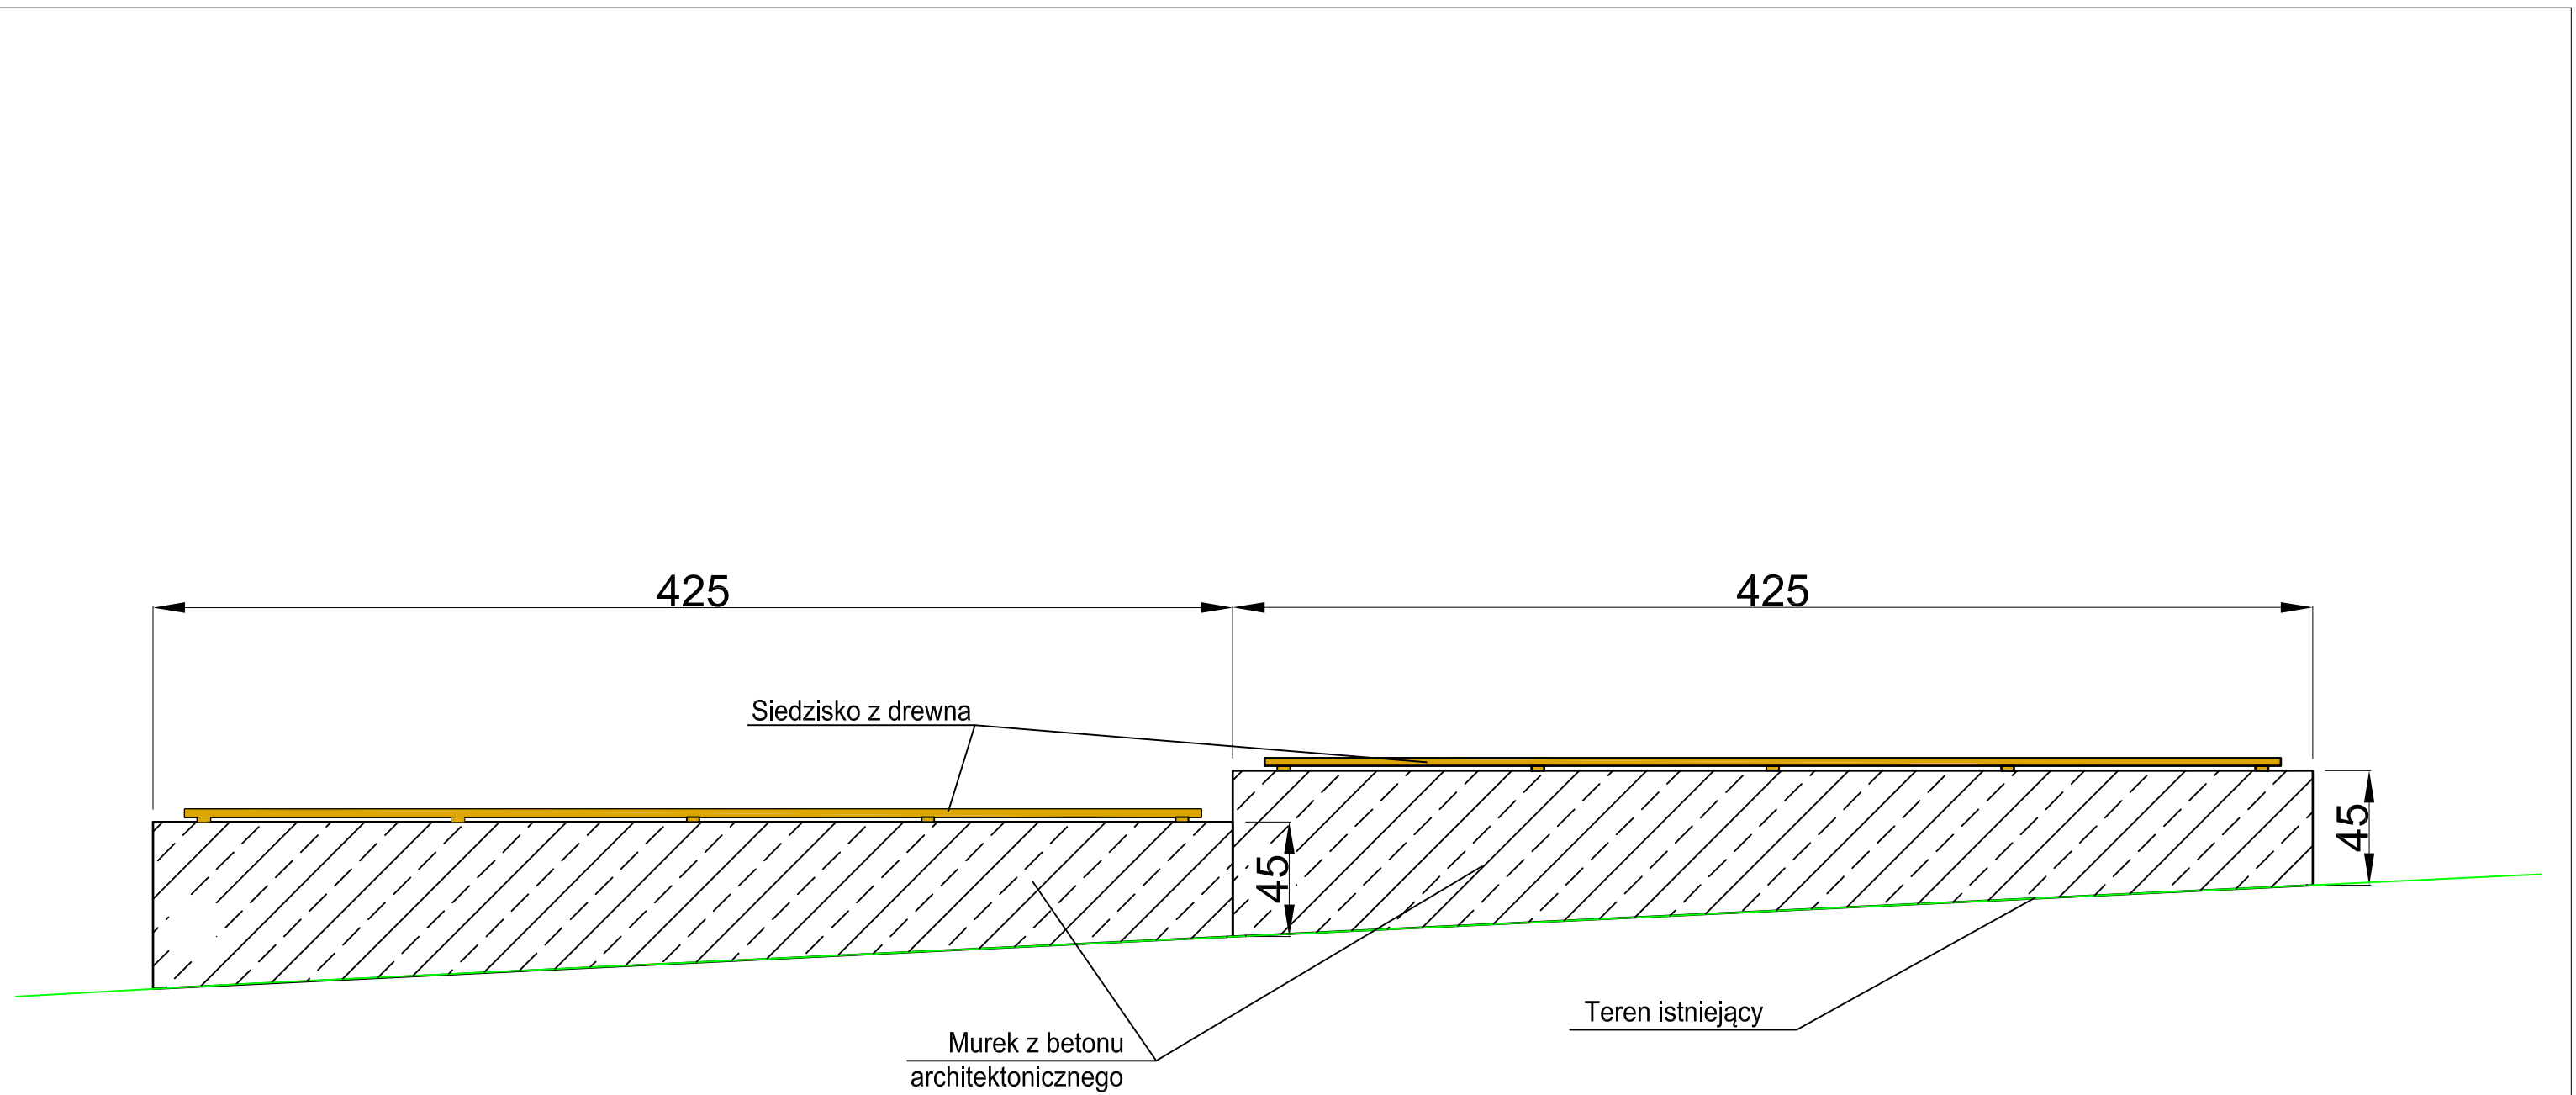 425
425
Siedzisko z drewna
45
45
Teren istniejący
Murek z betonu
architektonicznego